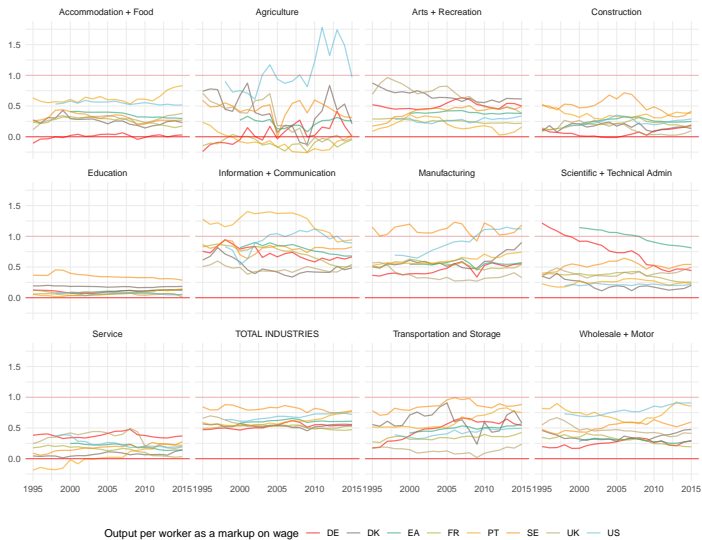 Accommodation + Food
Agriculture
Arts + Recreation
Construction
1.5
1.0
0.5
0.0
Education
Information + Communication
Manufacturing
Scientific + Technical Admin
1.5
1.0
0.5
0.0
Service
TOTAL INDUSTRIES
Transportation and Storage
Wholesale + Motor
1.5
1.0
0.5
0.0
1995 2000 2005 2010 2015 1995 2000 2005 2010 2015 1995 2000 2005 2010 2015 1995 2000 2005 2010 2015
Output per worker as a markup on wage DE DK EA FR PT SE UK US